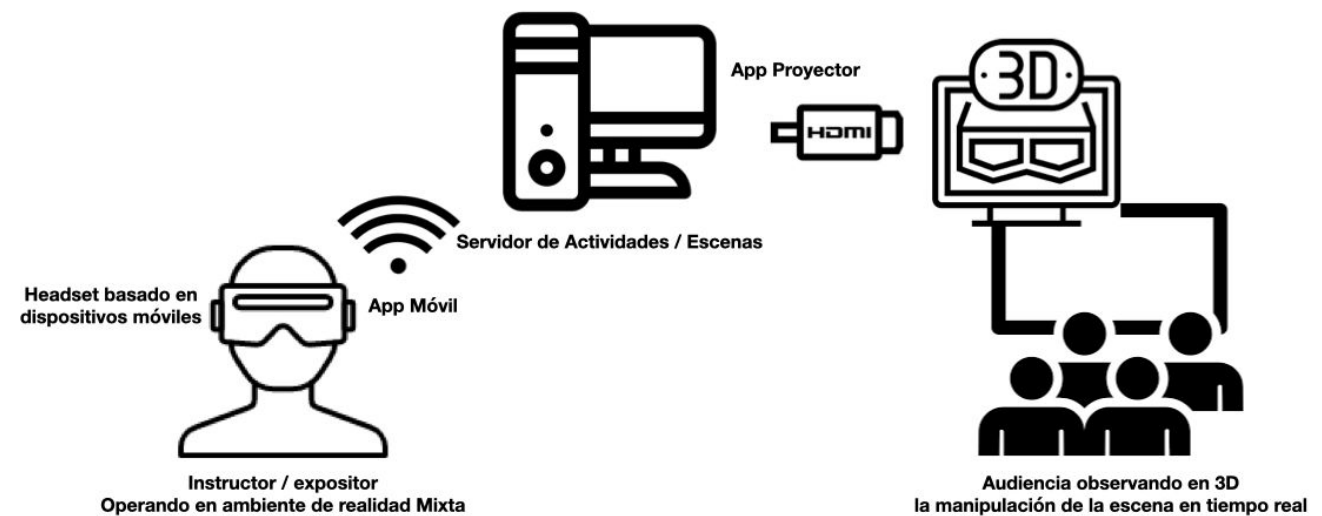 3D
App Proyector
HDMI
Servidor de Actividades / Escenas
Headset basado en
dispositivos móviles
App Móvil
Instructor / expositor
Operando en ambiente de realidad Mixta
Audiencia observando en 3D
la manipulación de la escena en tiempo real